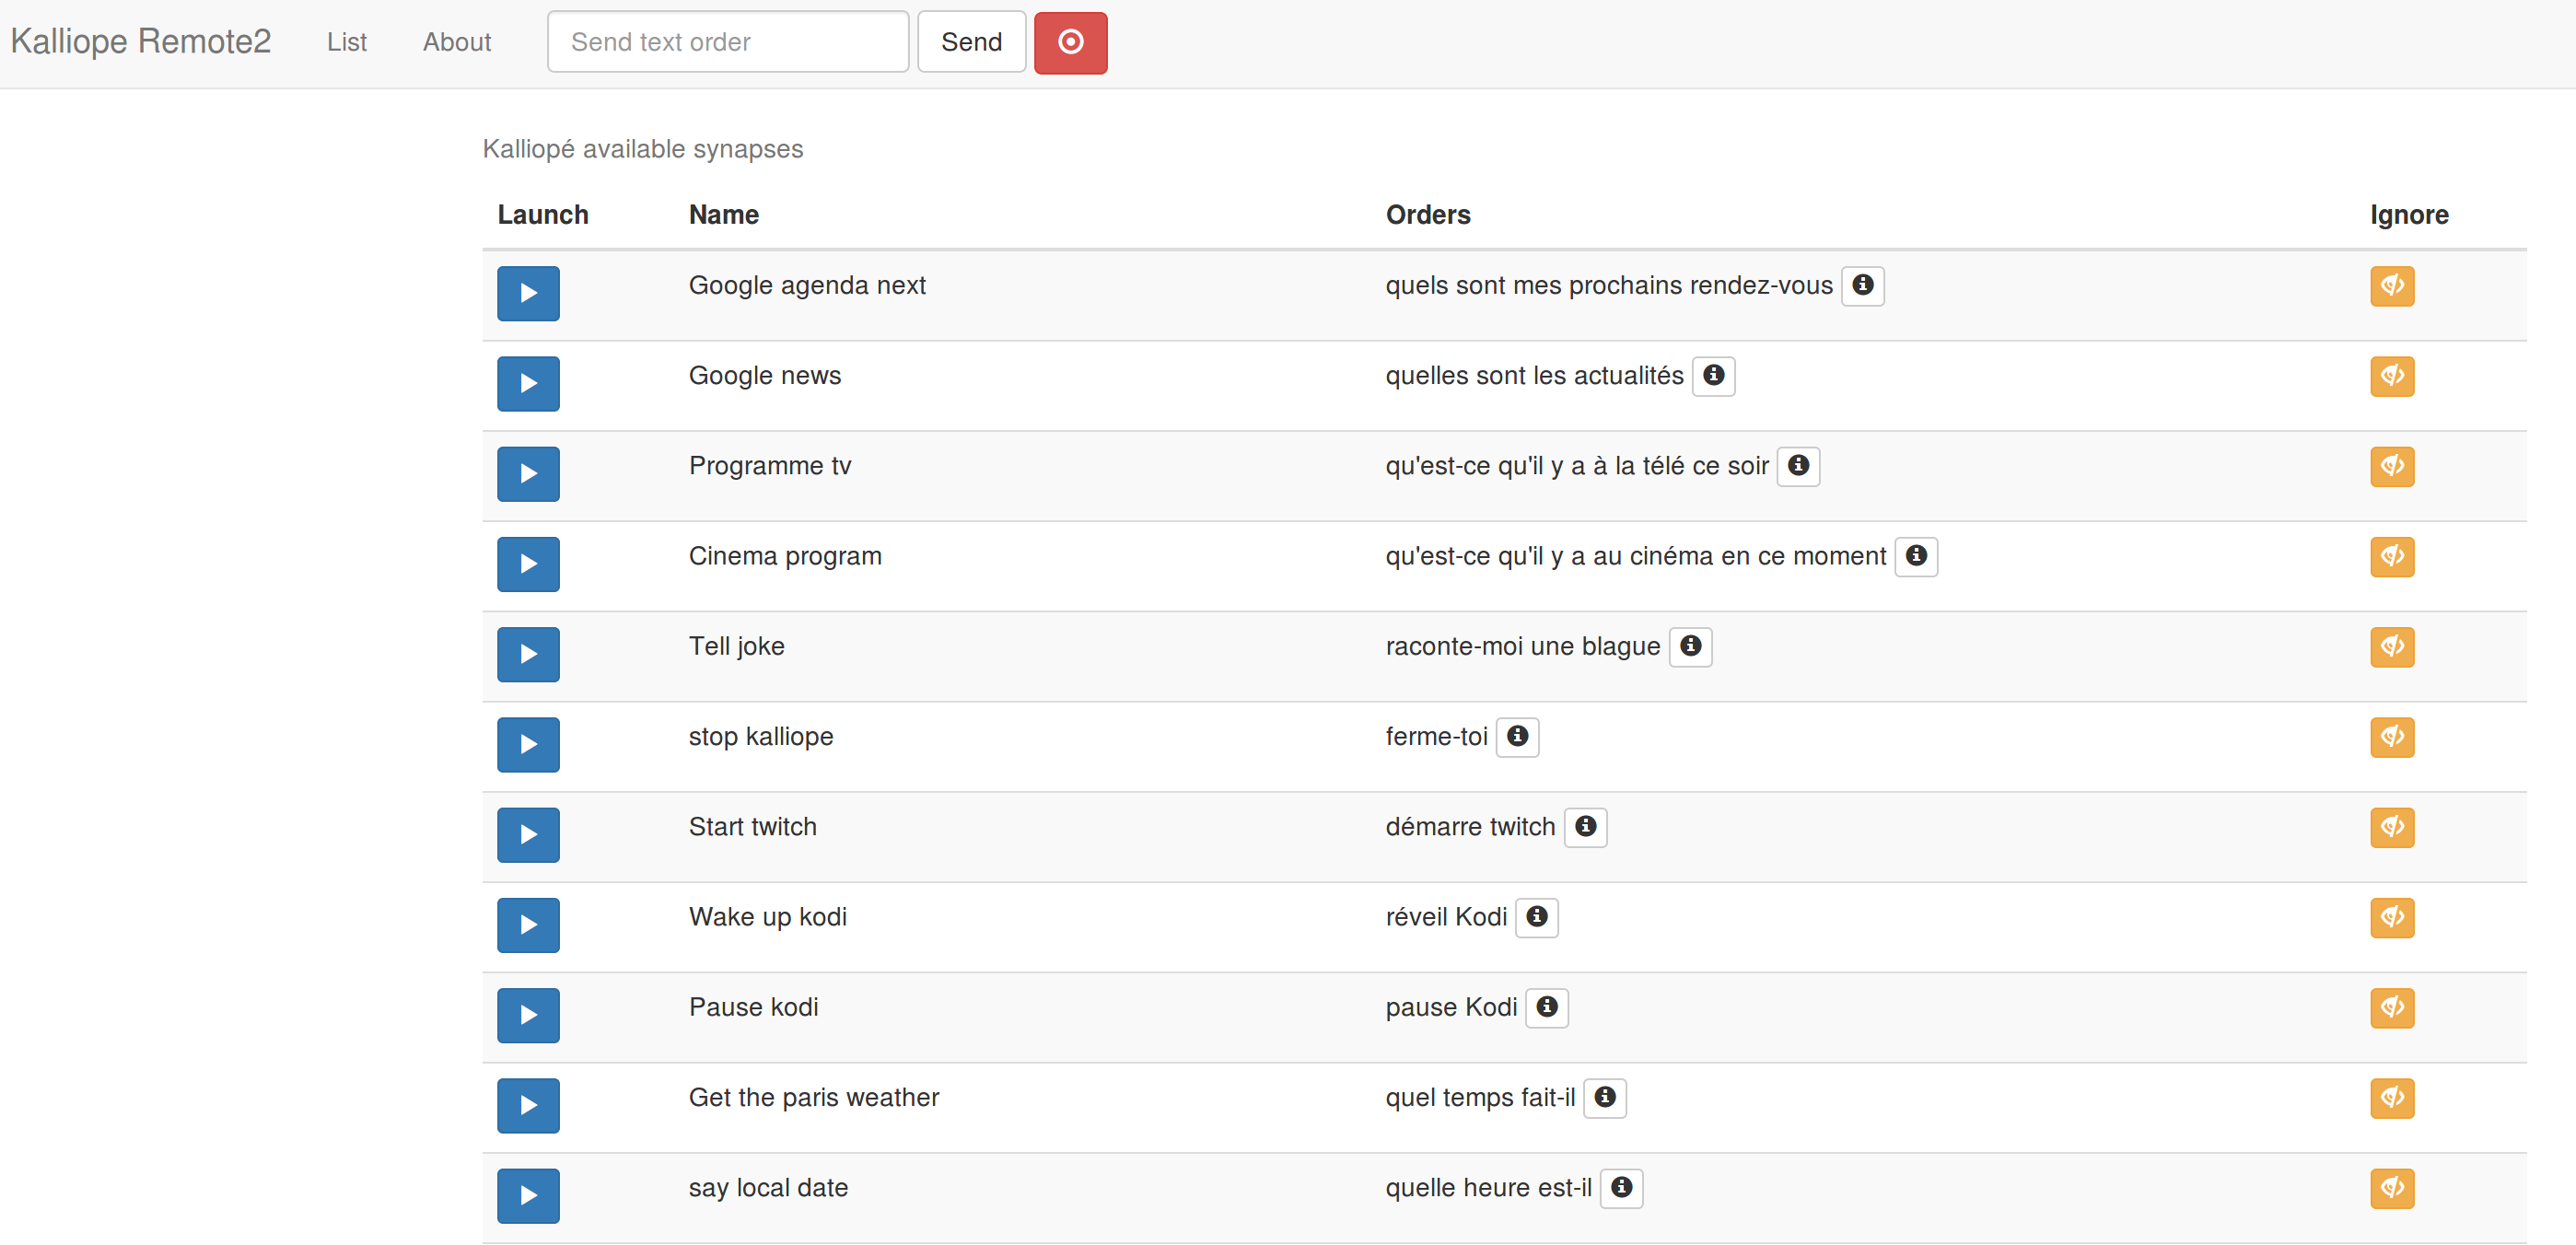 Kalliope Remote2 List About Send text order Send
Kalliopé available synapses
Launch Name Orders Ignore
Google agenda next quels sont mes prochains rendez-vous
Google news quelles sont les actualités
Programme tv qu'est-ce qu'il y a à la télé ce soir
Cinema program qu'est-ce qu'il y a au cinéma en ce moment
Tell joke raconte-moi une blague
stop kalliope ferme-toi
Start twitch démarre twitch
Wake up kodi réveil Kodi
Pause kodi pause Kodi
Get the paris weather quel temps fait-il
say local date quelle heure est-il